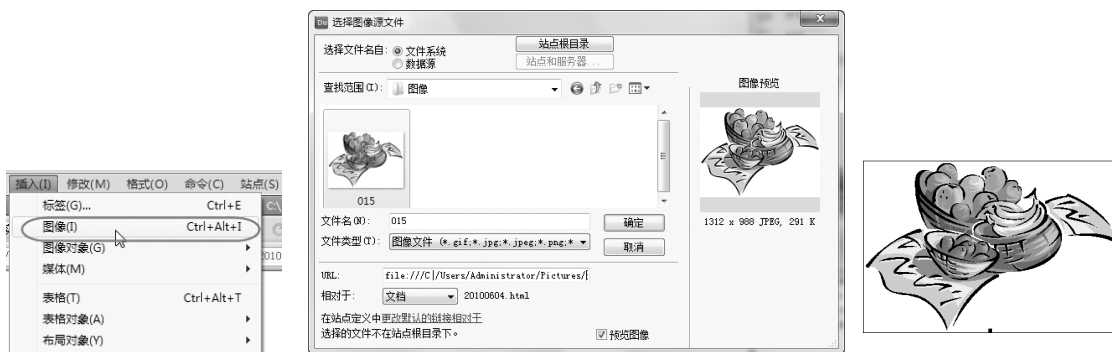 插入(I) 修改(M) 格式(O) 命令(C) 站点(S)
标签(G)... Ctrl+E
图像(I) Ctrl+Alt+I
图像对象(G)
媒体(M)
表格(T) Ctrl+Alt+T
表格对象(A)
布局对象(Y)
Dw 选择图像源文件
选择文件名自: 文件系统 站点根目录
数据源 站点和服务器...
查找范围(I): 图像
015
文件名(N): 015 确定
文件类型(T): 图像文件 (*.gif;*.jpg;*.jpeg;*.png;* 取消
URL: file:///C|/Users/Administrator/Pictures/
相对于: 文档 20100604.html
在站点定义中更改默认的链接相对于
选择的文件不在站点根目录下。 预览图像
图像预览
1312 x 988 JPEG, 291 K